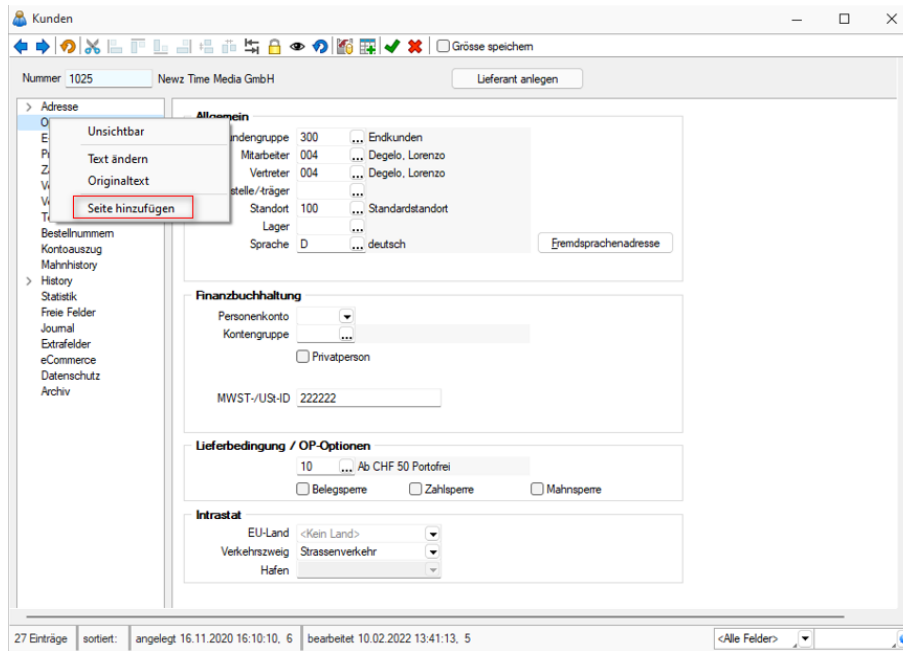 Kunden
Grösse speichern
Nummer 1025 Newz Time Media GmbH Lieferant anlegen
Adresse
Unsichtbar
Text ändern
Originaltext
Seite hinzufügen
Bestellnummern
Kontoauszug
Mahnhistory
History
Statistik
Freie Felder
Journal
Extrafelder
eCommerce
Datenschutz
Archiv
Allgemein
ndengruppe 300 ... Endkunden
Mitarbeiter 004 ... Degelo, Lorenzo
Vertreter 004 ... Degelo, Lorenzo
stelle/-träger ...
Standort 100 ... Standardstandort
Lager ...
Sprache D ... deutsch Fremdsprachenadresse
Finanzbuchhaltung
Personenkonto
Kontengruppe ...
Privatperson
MWST-/USt-ID 222222
Lieferbedingung / OP-Optionen
10 ... Ab CHF 50 Portofrei
Belegsperre Zahlsperre Mahnsperre
Intrastat
EU-Land <Kein Land>
Verkehrszweig Strassenverkehr
Hafen
27 Einträge sortiert: angelegt 16.11.2020 16:10:10, 6 bearbeitet 10.02.2022 13:41:13, 5 <Alle Felder>